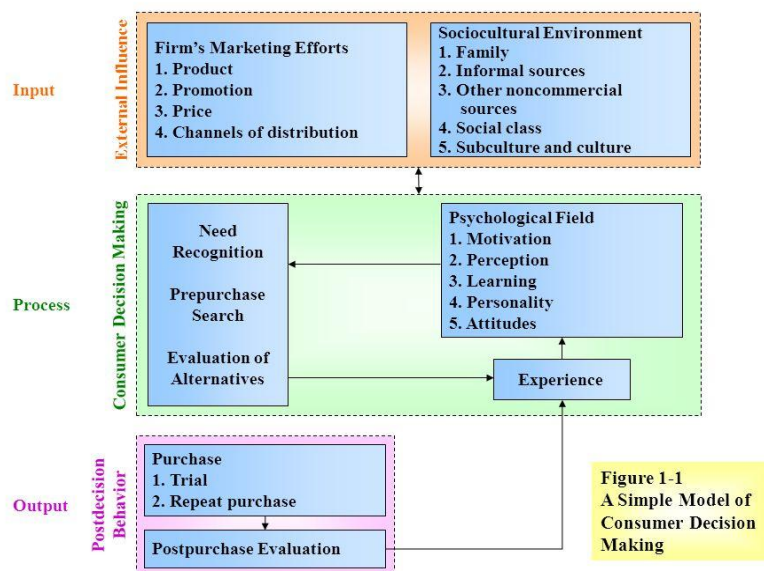 Input
External Influence
Firm's Marketing Efforts
1. Product
2. Promotion
3. Price
4. Channels of distribution
Sociocultural Environment
1. Family
2. Informal sources
3. Other noncommercial
sources
4. Social class
5. Subculture and culture
Process
Consumer Decision Making
Need
Recognition
Prepurchase
Search
Evaluation of
Alternatives
Psychological Field
1. Motivation
2. Perception
3. Learning
4. Personality
5. Attitudes
Experience
Output
Postdecision
Behavior
Purchase
1. Trial
2. Repeat purchase
Postpurchase Evaluation
Figure 1-1
A Simple Model of
Consumer Decision
Making